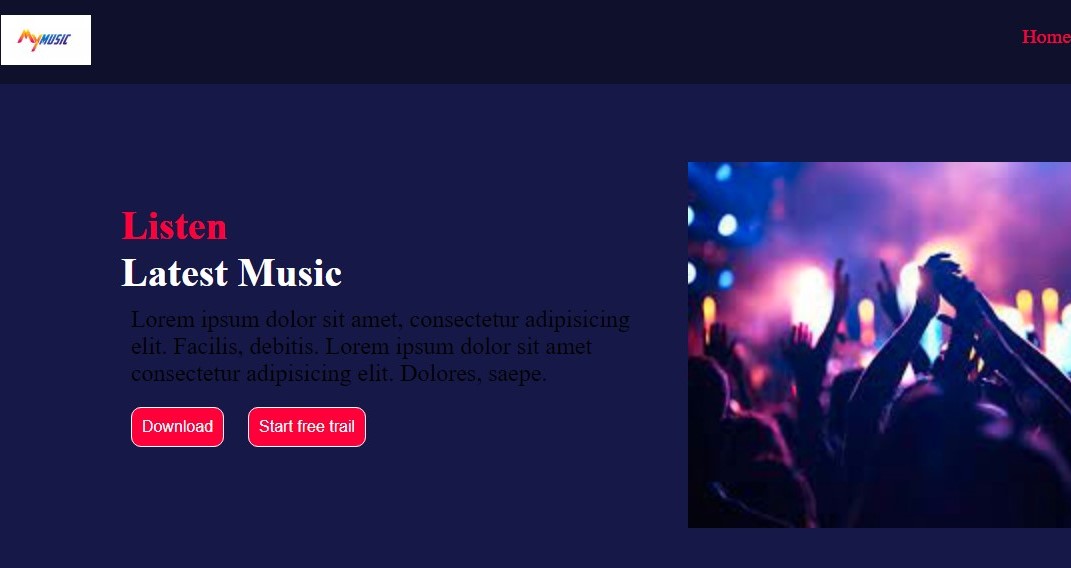 MyMUSIC
Home
Listen
Latest Music
Lorem ipsum dolor sit amet, consectetur adipisicing
elit. Facilis, debitis. Lorem ipsum dolor sit amet
consectetur adipisicing elit. Dolores, saepe.
Download
Start free trail